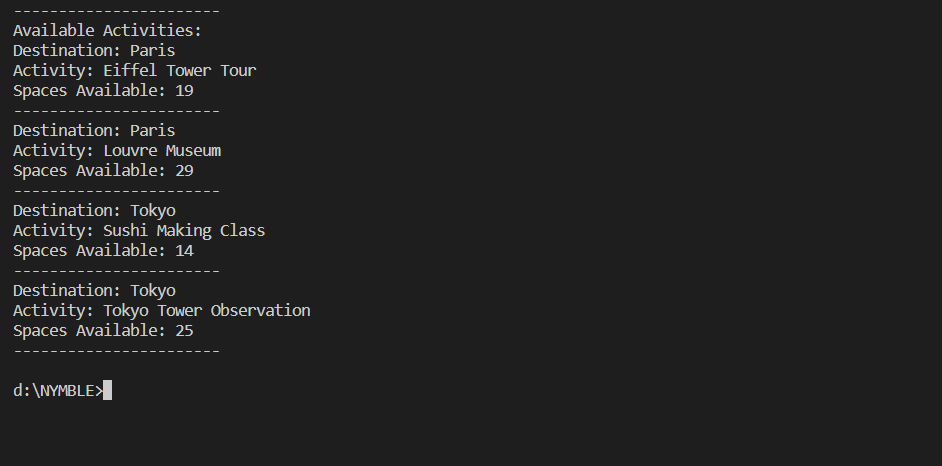 -----------------------
Available Activities:
Destination: Paris
Activity: Eiffel Tower Tour
Spaces Available: 19
-----------------------
Destination: Paris
Activity: Louvre Museum
Spaces Available: 29
-----------------------
Destination: Tokyo
Activity: Sushi Making Class
Spaces Available: 14
-----------------------
Destination: Tokyo
Activity: Tokyo Tower Observation
Spaces Available: 25
-----------------------
d:\NYMBLE>